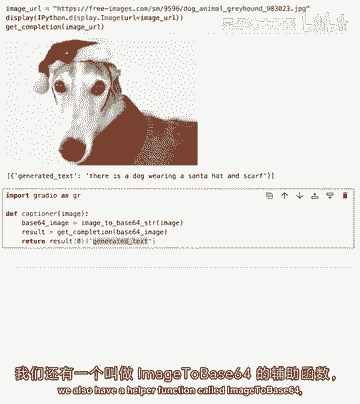 image_url = "https://free-images.com/sm/9596/dog_animal_greyhound_983023.jpg"
display(IPython.display.Image(url=image_url))
get_completion(image_url)
[{'generated_text': 'there is a dog wearing a santa hat and scarf'}]
import gradio as gr
def captioner(image):
base64_image = image_to_base64_str(image)
result = get_completion(base64_image)
return result[0]['generated_text']
我们还有一个叫做 ImageToBase64 的辅助函数，
we also have a helper function called ImageToBase64,